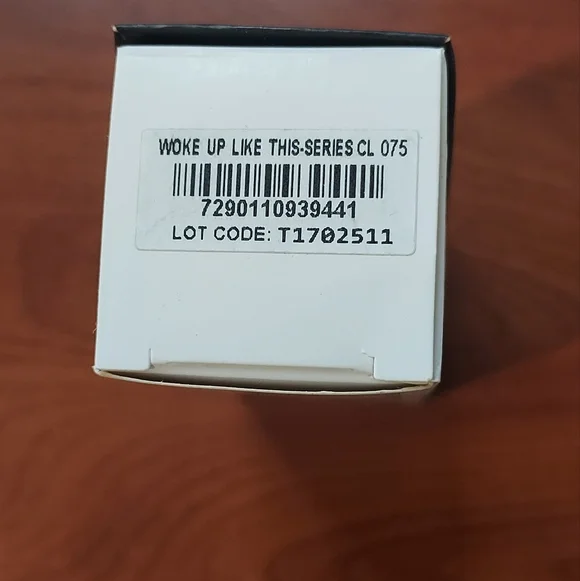 WOKE UP LIKE THIS-SERIES CL 075
7290110939441
LOT CODE: T1702511